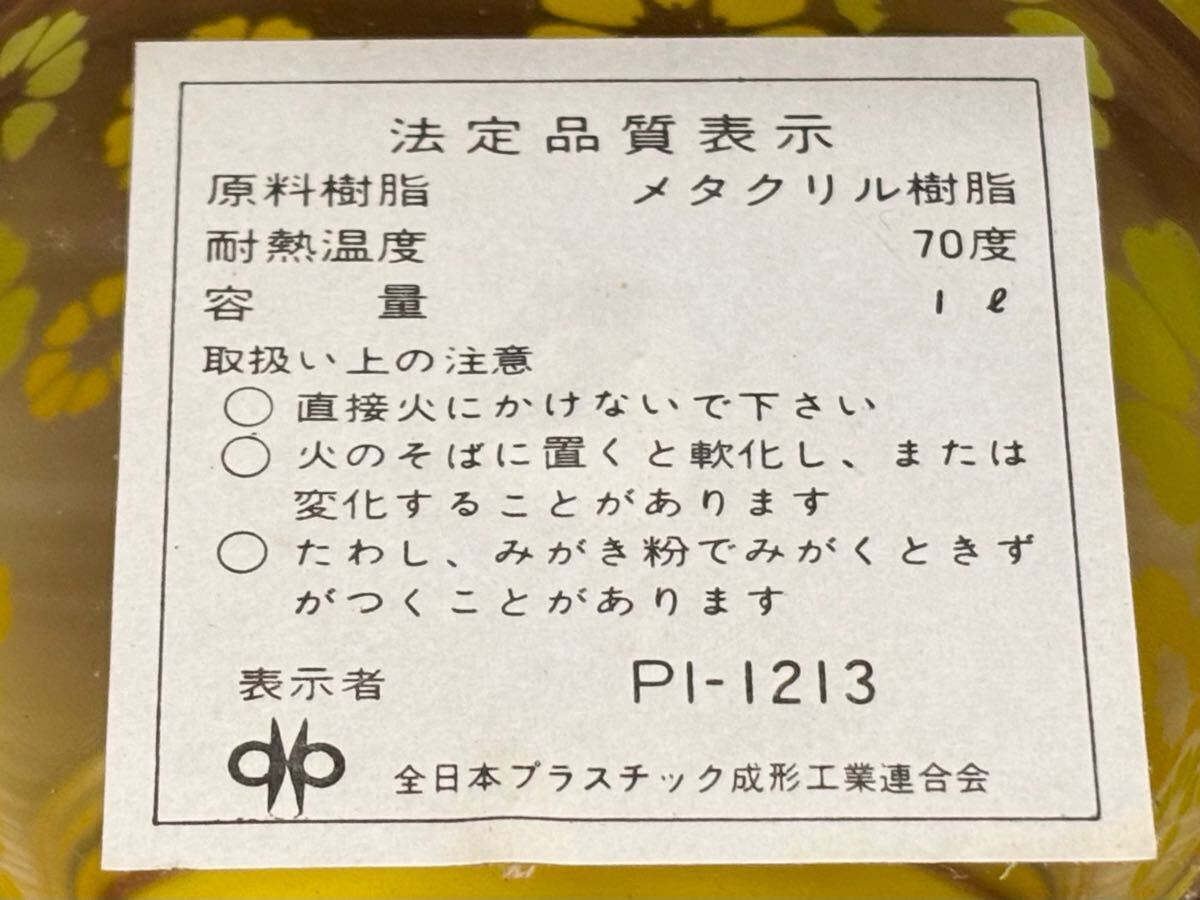 法定品質表示
原料樹脂 メタクリル樹脂
耐熱温度 70度
容量 1ℓ
取扱い上の注意
○ 直接火にかけないで下さい
○ 火のそばに置くと軟化し、または
変化することがあります
○ たわし、みがき粉でみがくときず
がつくことがあります
表示者 PI-1213
全日本プラスチック成形工業連合会